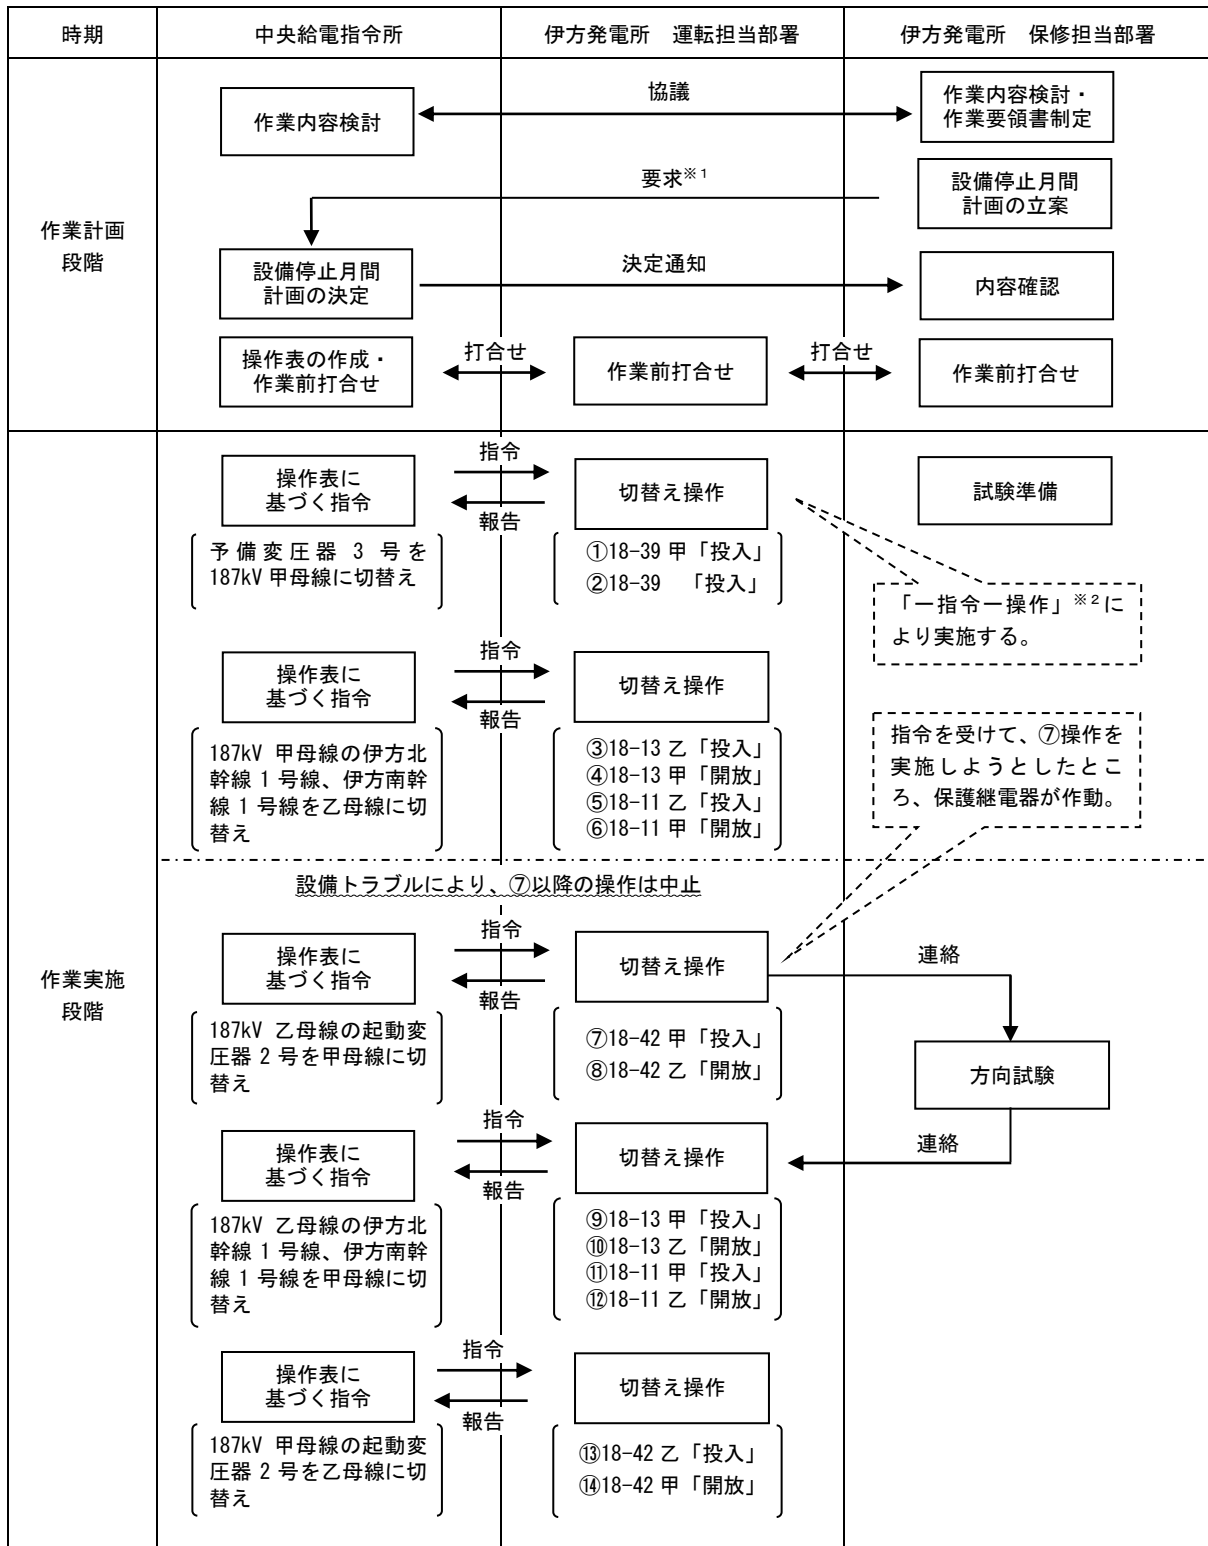 時期
中央給電指令所
伊方発電所　運転担当部署
伊方発電所　保修担当部署
作業計画
段階
作業内容検討
協議
作業内容検討・
作業要領書制定
要求※1
設備停止月間
計画の立案
設備停止月間
計画の決定
決定通知
内容確認
操作表の作成・
作業前打合せ
打合せ
作業前打合せ
打合せ
作業前打合せ
作業実施
段階
操作表に
基づく指令
指令
報告
切替え操作
試験準備
予備変圧器 3 号を
187kV 甲母線に切替え
①18-39 甲「投入」
②18-39　「投入」
「一指令一操作」※2に
より実施する。
操作表に
基づく指令
指令
報告
切替え操作
187kV 甲母線の伊方北
幹線 1 号線、伊方南幹
線 1 号線を乙母線に切
替え
③18-13 乙「投入」
④18-13 甲「開放」
⑤18-11 乙「投入」
⑥18-11 甲「開放」
指令を受けて、⑦操作を
実施しようとしたとこ
ろ、保護継電器が作動。
設備トラブルにより、⑦以降の操作は中止
操作表に
基づく指令
指令
報告
切替え操作
連絡
187kV 乙母線の起動変
圧器 2 号を甲母線に切
替え
⑦18-42 甲「投入」
⑧18-42 乙「開放」
方向試験
操作表に
基づく指令
指令
報告
切替え操作
連絡
187kV 乙母線の伊方北
幹線 1 号線、伊方南幹
線 1 号線を甲母線に切
替え
⑨18-13 甲「投入」
⑩18-13 乙「開放」
⑪18-11 甲「投入」
⑫18-11 乙「開放」
操作表に
基づく指令
指令
報告
切替え操作
187kV 甲母線の起動変
圧器 2 号を乙母線に切
替え
⑬18-42 乙「投入」
⑭18-42 甲「開放」